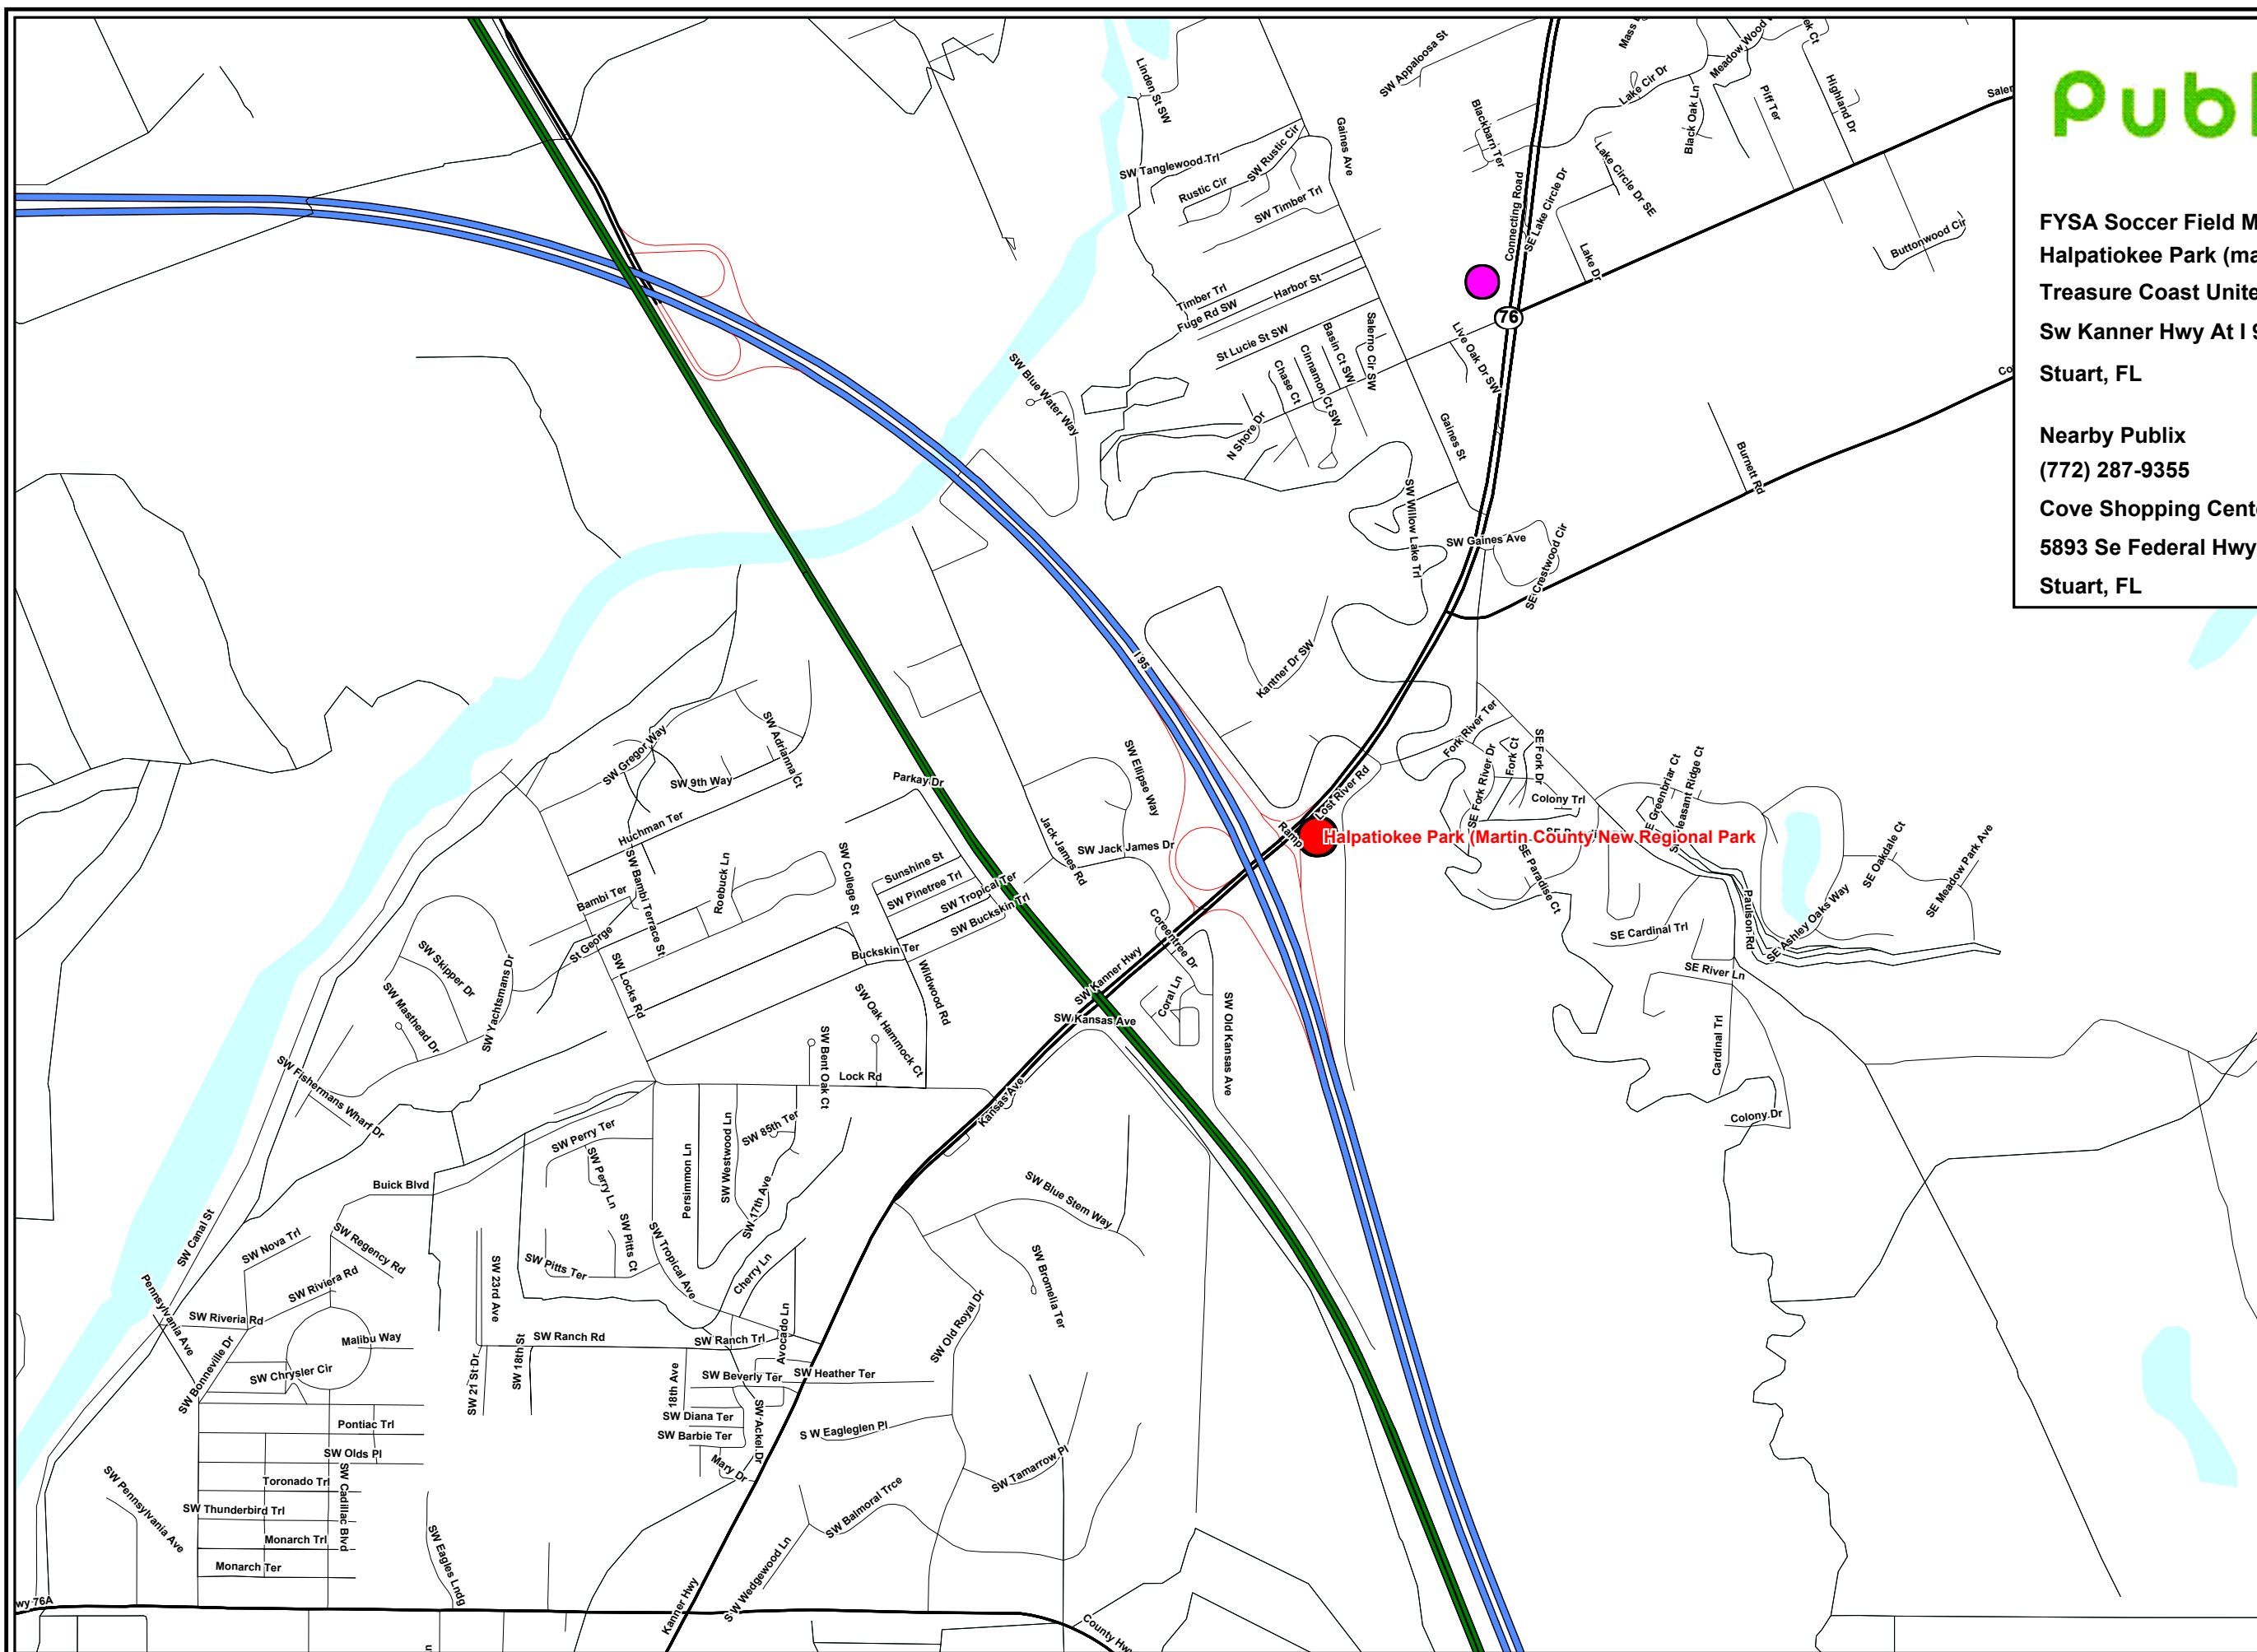 Publ
FYSA Soccer Field M
Halpatiokee Park (ma
Treasure Coast Unite
Sw Kanner Hwy At I 9
Stuart, FL
Nearby Publix
(772) 287-9355
Cove Shopping Cent
5893 Se Federal Hwy
Stuart, FL
Linden St SW
SW Appaloosa St
Mass
Meadow Wood
ek Ct
Lake Cir Dr
Highland Dr
Piff Ter
Black Oak Ln
Blackbarn Ter
Saler
Gaines Ave
SW Rustic Cir
SW Tanglewood Trl
Rustic Cir
SW Timber Trl
Lake Circle Dr SE
Connecting Road
SE Lake Circle Dr
Buttonwood Cir
Lake Dr
Timber Trl
Harbor St
Fuge Rd SW
76
St Lucie St SW
Basin Ct SW
Salerno Cir SW
Live Oak Dr SW
Cinnamon Ct SW
Chase Ct
Co
SW Blue Water Way
N Shore Dr
Gaines St
Burnett Rd
SW Willow Lake Trl
SW Gaines Ave
SE Crestwood Cir
I 95
Kantner Dr SW
SW Gregor Way
SW Adrianna Ct
SW 9th Way
Parkay Dr
SW Ellipse Way
Fork River Ter
SE Fork Dr
Fork Ct
SE Fork River Dr
Colony Trl
E Greenbriar Ct
easant Ridge Ct
Lost River Rd
Ramp
Halpatiokee Park (Martin County New Regional Park
Huchman Ter
Jack James Rd
SW Jack James Dr
SW College St
Sunshine St
SW Pinetree Trl
SW Tropical Ter
SW Buckskin Trl
SE Paradise Ct
SE Oakdale Ct
SE Meadow Park Ave
Roebuck Ln
SW Bambi Terrace St
Bambi Ter
St George
Buckskin Ter
Coreentree Dr
SE Cardinal Trl
Paulson Rd
SE Ashley Oaks Way
SW Skipper Dr
SW Yachtsmans Dr
SW Masthead Dr
SW Locks Rd
Wildwood Rd
SW Oak Hammock Ct
SW Kanner Hwy
SW Kansas Ave
Coral Ln
SW Old Kansas Ave
SE River Ln
Cardinal Trl
Colony Dr
SW Fishermans Wharf Dr
SW Bent Oak Ct
Lock Rd
Kansas Ave
SW Perry Ter
SW Perry Ln
SW 85th Ter
SW Westwood Ln
Persimmon Ln
SW 17th Ave
Buick Blvd
SW Blue Stem Way
SW Canal St
SW Nova Trl
SW Regency Rd
SW Pitts Ct
SW Pitts Ter
SW Tropical Ave
Cherry Ln
SW Bromelia Ter
SW 23rd Ave
SW Riviera Rd
Pennsylvania Ave
SW Riveria Rd
Malibu Way
SW Ranch Rd
SW Ranch Trl
Avocado Ln
SW Old Royal Dr
SW Bonneville Dr
SW Chrysler Cir
SW 21 St Dr
SW 18th St
18th Ave
SW Beverly Ter
SW Heather Ter
Pontiac Trl
SW Diana Ter
SW Barbie Ter
SW Ackel Dr
S W Eagleglen Pl
SW Olds Pl
Mary Dr
SW Tamarrow Pl
Toronado Trl
SW Cadillac Blvd
SW Pennsylvania Ave
SW Thunderbird Trl
SW Balmoral Trce
Monarch Trl
SW Eagles Lndg
Monarch Ter
S W Wedgewood Ln
Kanner Hwy
wy 76A
County Hw